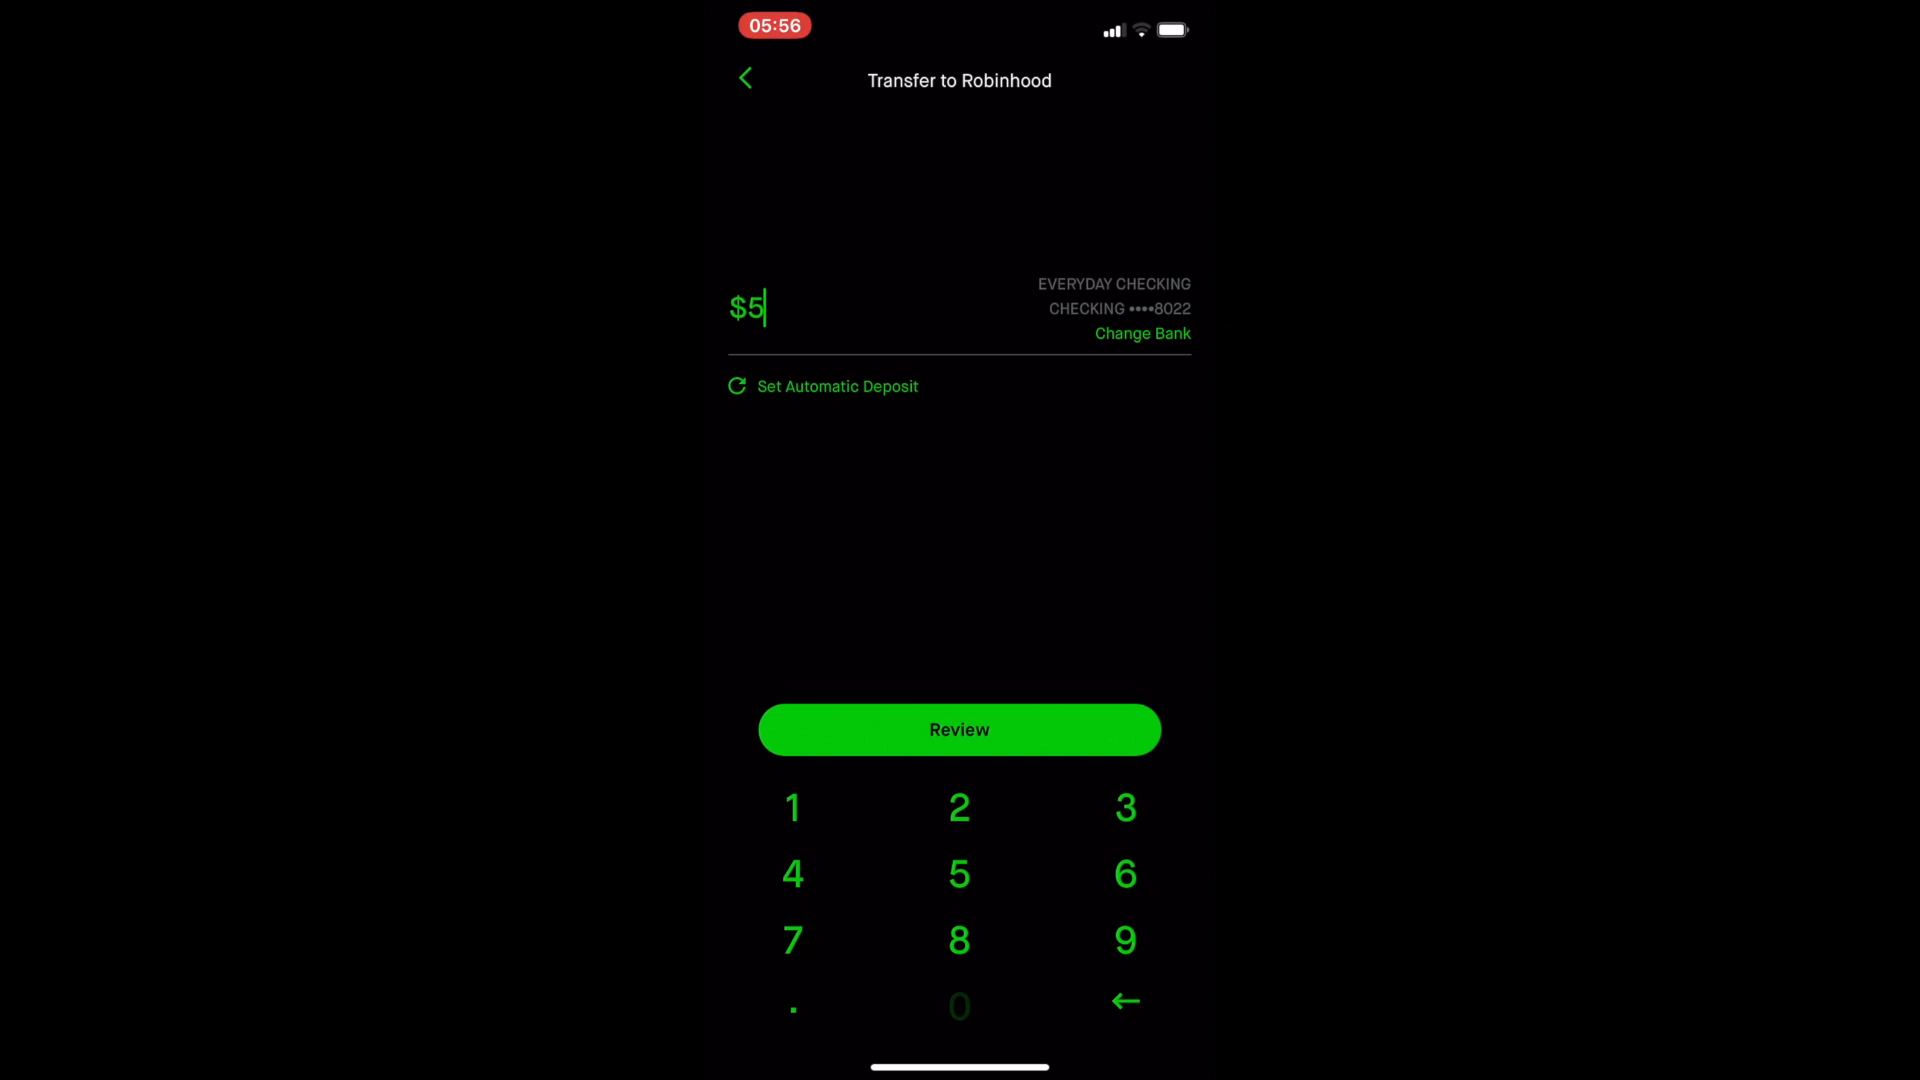 05:56
Transfer to Robinhood
EVERYDAY CHECKING
$5
CHECKING ••••8022
Change Bank
Set Automatic Deposit
Review
1 2 3
4 5 6
7 8 9
. 0